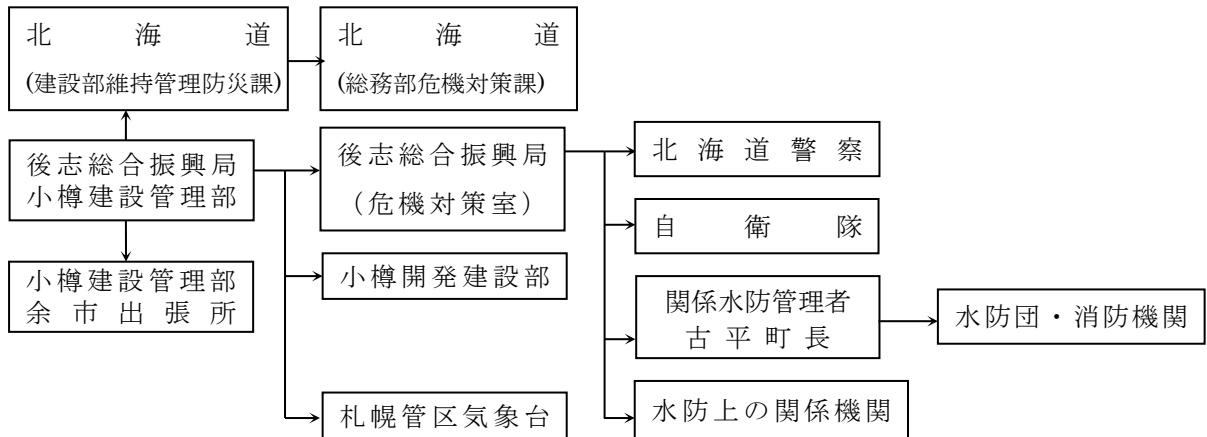 北海道
(建設部維持管理防災課)
北海道
(総務部危機対策課)
後志総合振興局
小樽建設管理部
後志総合振興局
（危機対策室）
北海道警察
自衛隊
小樽建設管理部
余市出張所
小樽開発建設部
関係水防管理者
古平町長
水防団・消防機関
札幌管区気象台
水防上の関係機関